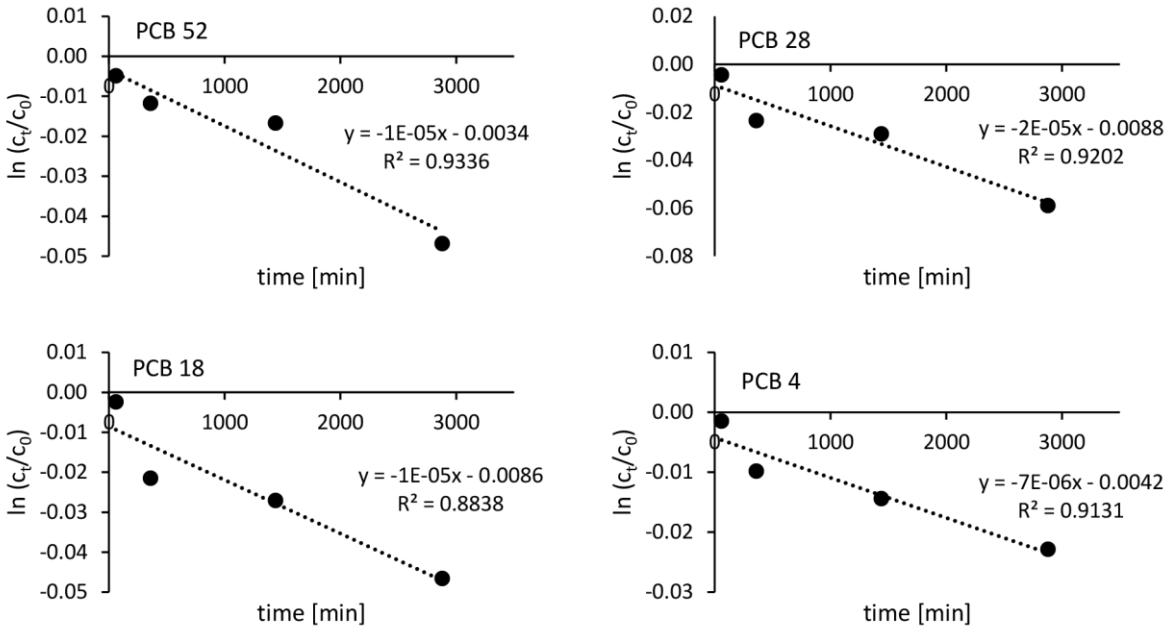 PCB 52
0.01
0.00
-0.01
-0.02
-0.03
-0.04
-0.05
0
1000
2000
3000
y = -1E-05x - 0.0034
R² = 0.9336
ln (cₜ/c₀)
time [min]
PCB 28
0.02
0.00
-0.02
-0.04
-0.06
-0.08
0
1000
2000
3000
y = -2E-05x - 0.0088
R² = 0.9202
ln (cₜ/c₀)
time [min]
PCB 18
0.01
0.00
-0.01
-0.02
-0.03
-0.04
-0.05
0
1000
2000
3000
y = -1E-05x - 0.0086
R² = 0.8838
ln (cₜ/c₀)
time [min]
PCB 4
0.01
0.00
-0.01
-0.02
-0.03
0
1000
2000
3000
y = -7E-06x - 0.0042
R² = 0.9131
ln (cₜ/c₀)
time [min]